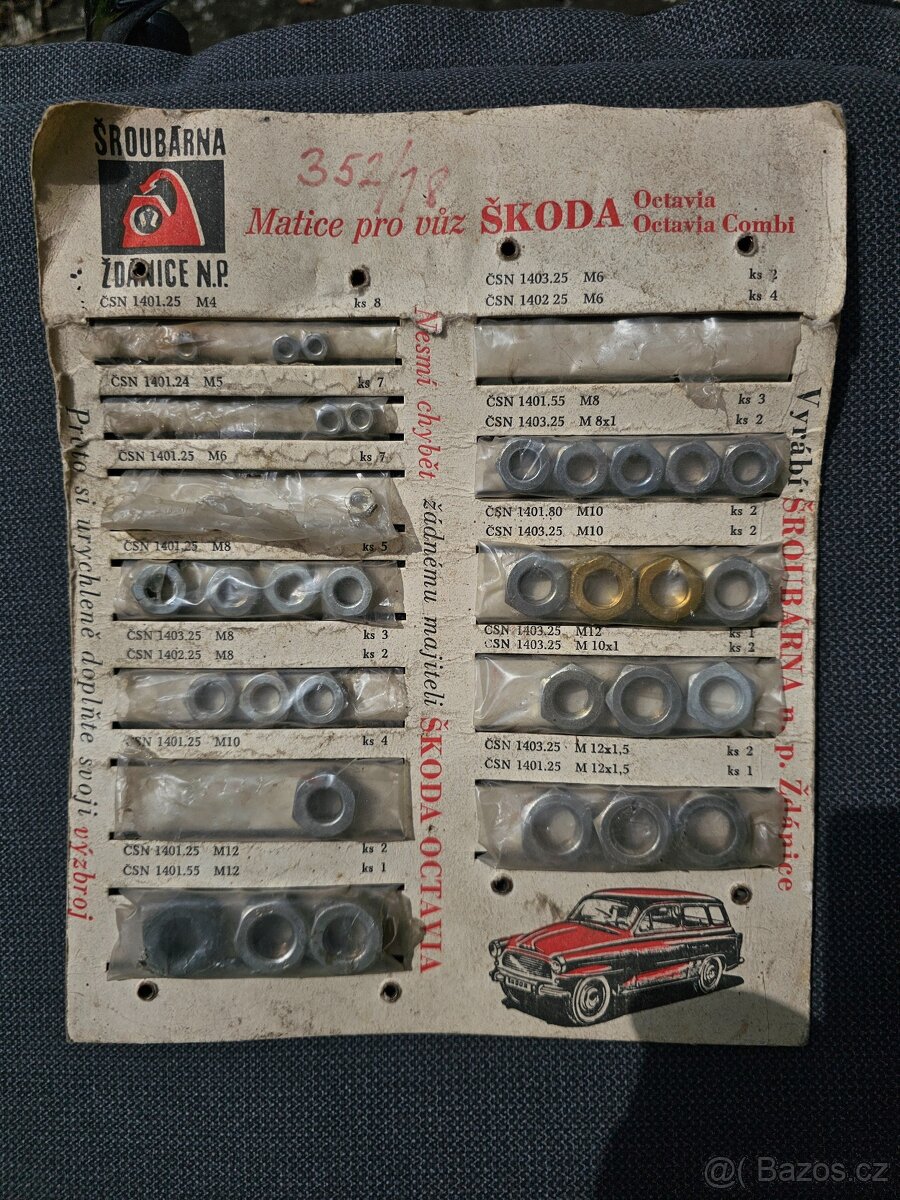 ŠROUBÁRNA
ŽDÁNICE N.P.
352/18
Matice pro vůz ŠKODA Octavia
Octavia Combi
ČSN 1401.25 M4 ks 8
ČSN 1401.24 M5 ks 7
ČSN 1401.25 M6 ks 7
ČSN 1401.25 M8 ks 5
ČSN 1403.25 M8 ks 3
ČSN 1402.25 M8 ks 2
ČSN 1401.25 M10 ks 4
ČSN 1401.25 M12 ks 2
ČSN 1401.55 M12 ks 1
ČSN 1403.25 M6 ks 2
ČSN 1402 25 M6 ks 4
ČSN 1401.55 M8 ks 3
ČSN 1403.25 M 8x1 ks 2
ČSN 1401.80 M10 ks 2
ČSN 1403.25 M10 ks 2
ČSN 1403.25 M12 ks 1
ČSN 1403.25 M 10x1 ks 2
ČSN 1403.25 M 12x1,5 ks 2
ČSN 1401.25 M 12x1,5 ks 1
Proto si urychleně doplňte svoji výzbroj
Nesmí chybět žádnému majiteli ŠKODA-OCTAVIA
Vyrábí: ŠROUBÁRNA n. p. Ždánice
@( Bazoš.cz